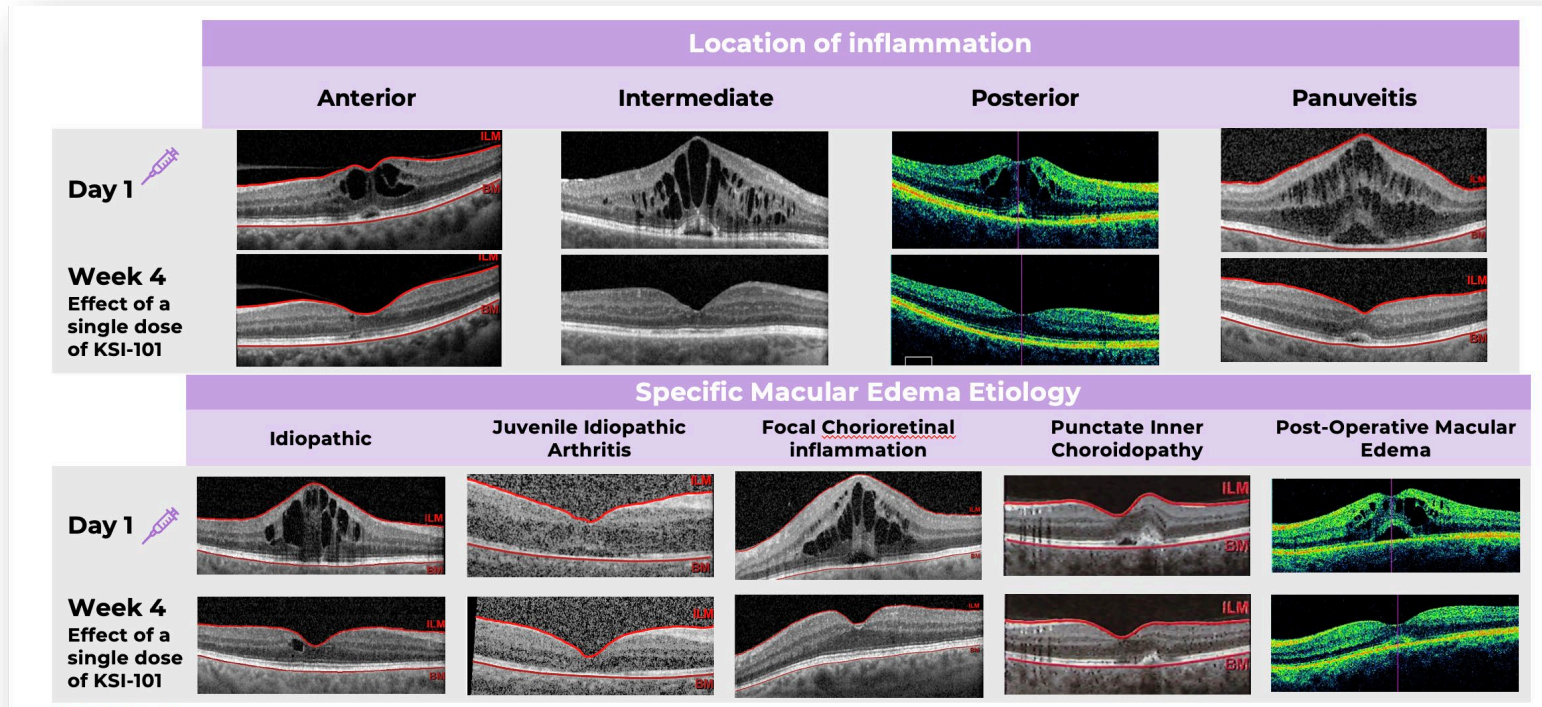 Location of inflammation
Anterior
Intermediate
Posterior
Panuveitis
Day 1
ILM
BM
ILM
BM
Week 4
Effect of a
single dose
of KSI-101
ILM
BM
ILM
BM
Specific Macular Edema Etiology
Idiopathic
Juvenile Idiopathic
Arthritis
Focal Chorioretinal
inflammation
Punctate Inner
Choroidopathy
Post-Operative Macular
Edema
Day 1
ILM
BM
ILM
BM
ILM
BM
ILM
BM
Week 4
Effect of a
single dose
of KSI-101
ILM
BM
ILM
BM
ILM
BM
ILM
BM